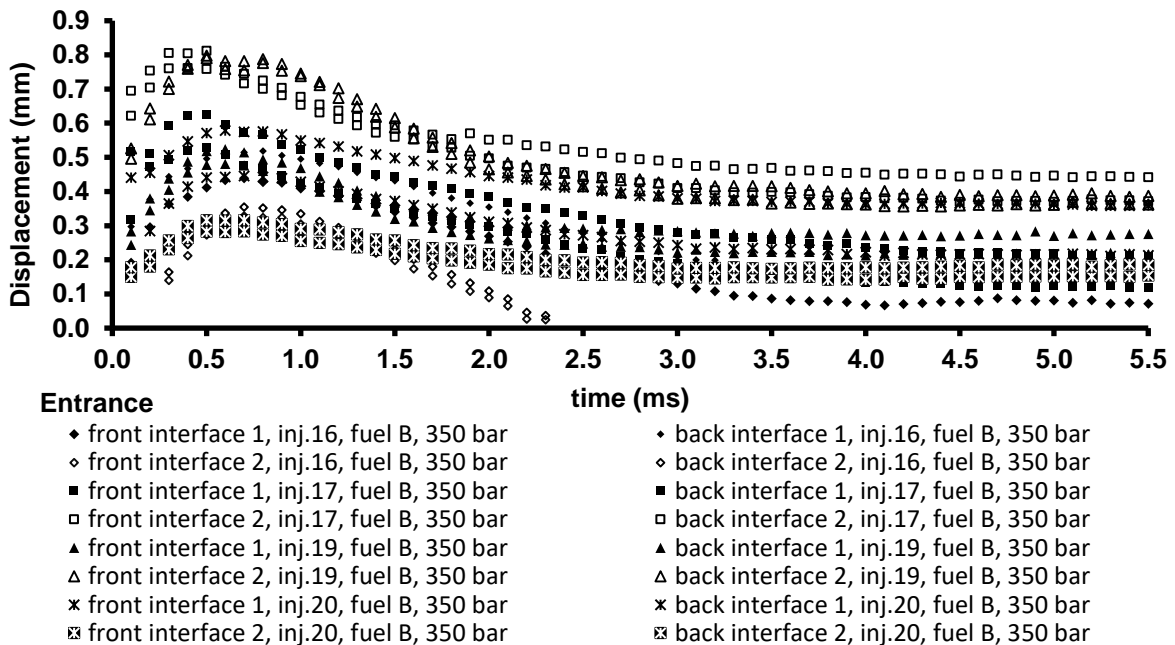 0.9
0.8
0.7
0.6
0.5
0.4
0.3
0.2
0.1
0.0
Displacement (mm)
0.0 0.5 1.0 1.5 2.0 2.5 3.0 3.5 4.0 4.5 5.0 5.5
time (ms)
Entrance
front interface 1, inj.16, fuel B, 350 bar
back interface 1, inj.16, fuel B, 350 bar
front interface 2, inj.16, fuel B, 350 bar
back interface 2, inj.16, fuel B, 350 bar
front interface 1, inj.17, fuel B, 350 bar
back interface 1, inj.17, fuel B, 350 bar
front interface 2, inj.17, fuel B, 350 bar
back interface 2, inj.17, fuel B, 350 bar
front interface 1, inj.19, fuel B, 350 bar
back interface 1, inj.19, fuel B, 350 bar
front interface 2, inj.19, fuel B, 350 bar
back interface 2, inj.19, fuel B, 350 bar
front interface 1, inj.20, fuel B, 350 bar
back interface 1, inj.20, fuel B, 350 bar
front interface 2, inj.20, fuel B, 350 bar
back interface 2, inj.20, fuel B, 350 bar